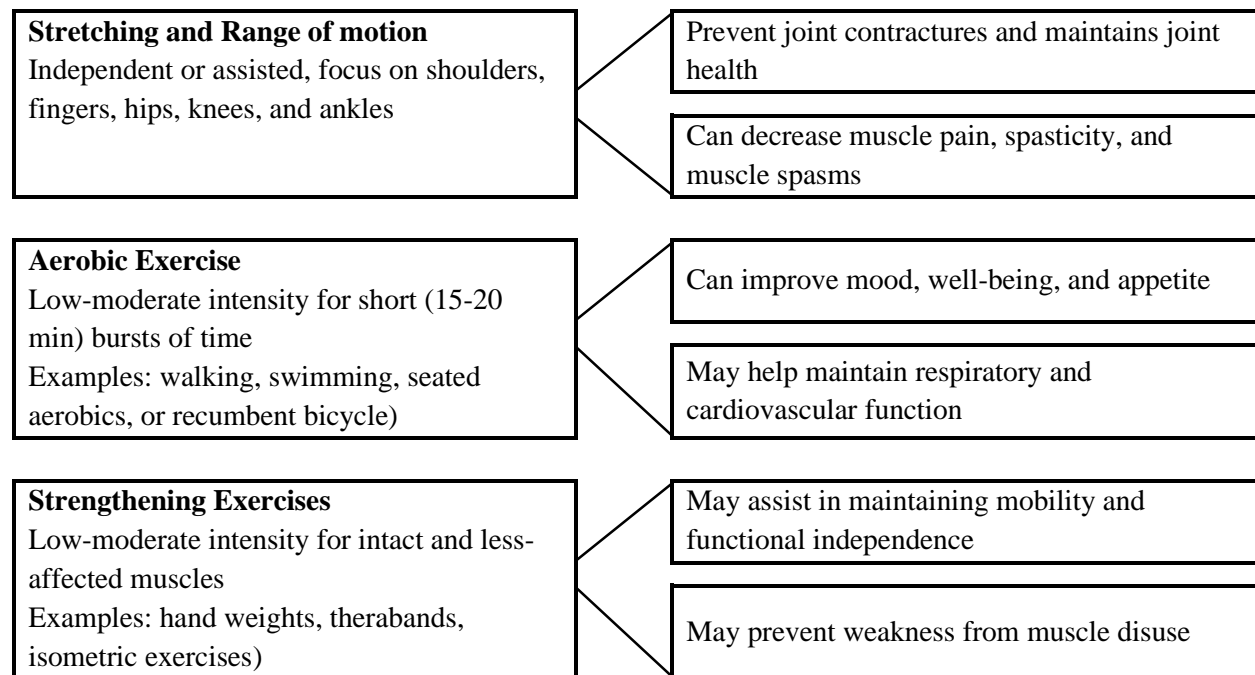 Stretching and Range of motion
Independent or assisted, focus on shoulders,
fingers, hips, knees, and ankles
Prevent joint contractures and maintains joint
health
Can decrease muscle pain, spasticity, and
muscle spasms
Aerobic Exercise
Low-moderate intensity for short (15-20
min) bursts of time
Examples: walking, swimming, seated
aerobics, or recumbent bicycle)
Can improve mood, well-being, and appetite
May help maintain respiratory and
cardiovascular function
Strengthening Exercises
Low-moderate intensity for intact and less-
affected muscles
Examples: hand weights, therabands,
isometric exercises)
May assist in maintaining mobility and
functional independence
May prevent weakness from muscle disuse